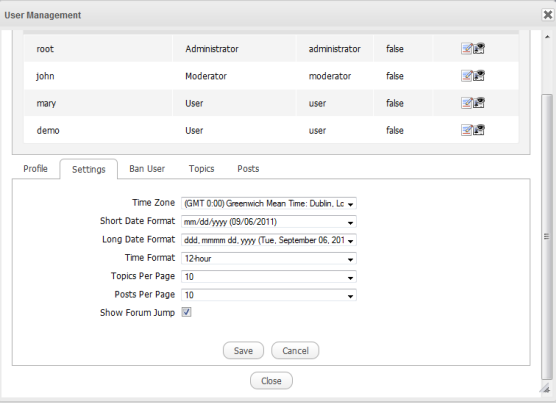 User Management
root Administrator administrator false
john Moderator moderator false
mary User user false
demo User user false
Profile Settings Ban User Topics Posts
Time Zone (GMT 0:00) Greenwich Mean Time: Dublin, Lc
Short Date Format mm/dd/yyyy (09/06/2011)
Long Date Format ddd, mmmm dd, yyyy (Tue, September 06, 201
Time Format 12-hour
Topics Per Page 10
Posts Per Page 10
Show Forum Jump
Save Cancel
Close